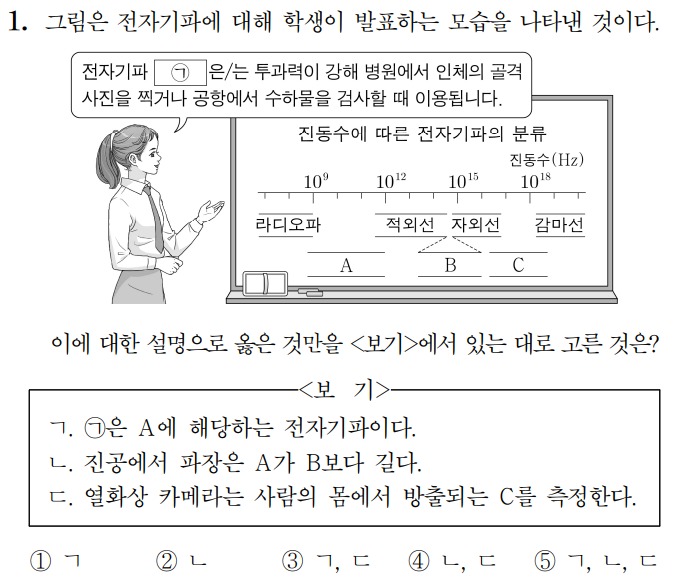 1. 그림은 전자기파에 대해 학생이 발표하는 모습을 나타낸 것이다.
전자기파 ㉠ 은/는 투과력이 강해 병원에서 인체의 골격
사진을 찍거나 공항에서 수하물을 검사할 때 이용됩니다.
진동수에 따른 전자기파의 분류
진동수(Hz)
10⁹ 10¹² 10¹⁵ 10¹⁸
라디오파 적외선 자외선 감마선
A B C
이에 대한 설명으로 옳은 것만을 <보기>에서 있는 대로 고른 것은?
<보 기>
ㄱ. ㉠은 A에 해당하는 전자기파이다.
ㄴ. 진공에서 파장은 A가 B보다 길다.
ㄷ. 열화상 카메라는 사람의 몸에서 방출되는 C를 측정한다.
① ㄱ ② ㄴ ③ ㄱ, ㄷ ④ ㄴ, ㄷ ⑤ ㄱ, ㄴ, ㄷ